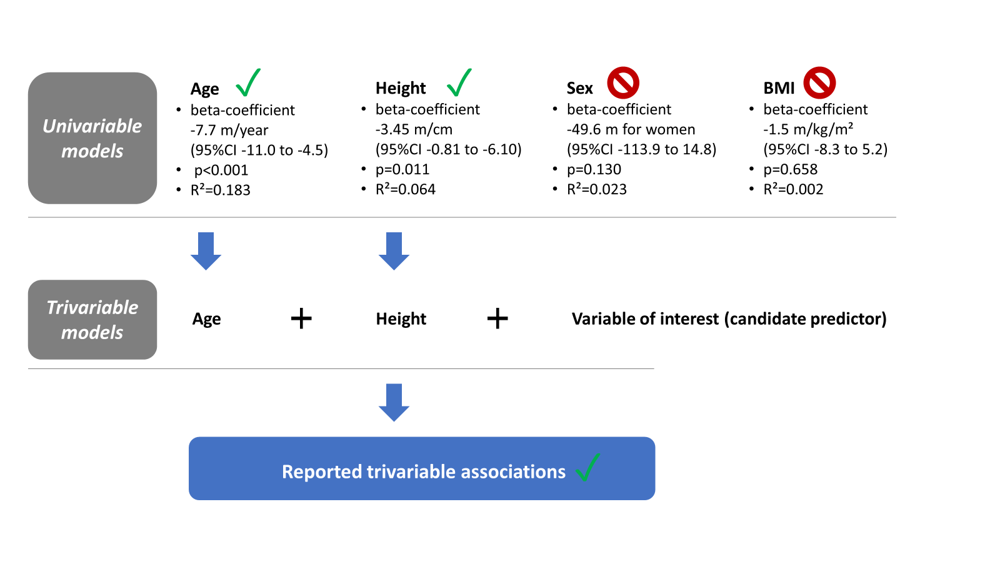 Univariable
models
Age
• beta-coefficient
-7.7 m/year
(95%CI -11.0 to -4.5)
• p<0.001
• R²=0.183
Height
• beta-coefficient
-3.45 m/cm
(95%CI -0.81 to -6.10)
• p=0.011
• R²=0.064
Sex
• beta-coefficient
-49.6 m for women
(95%CI -113.9 to 14.8)
• p=0.130
• R²=0.023
BMI
• beta-coefficient
-1.5 m/kg/m²
(95%CI -8.3 to 5.2)
• p=0.658
• R²=0.002
Trivariable
models
Age + Height + Variable of interest (candidate predictor)
Reported trivariable associations